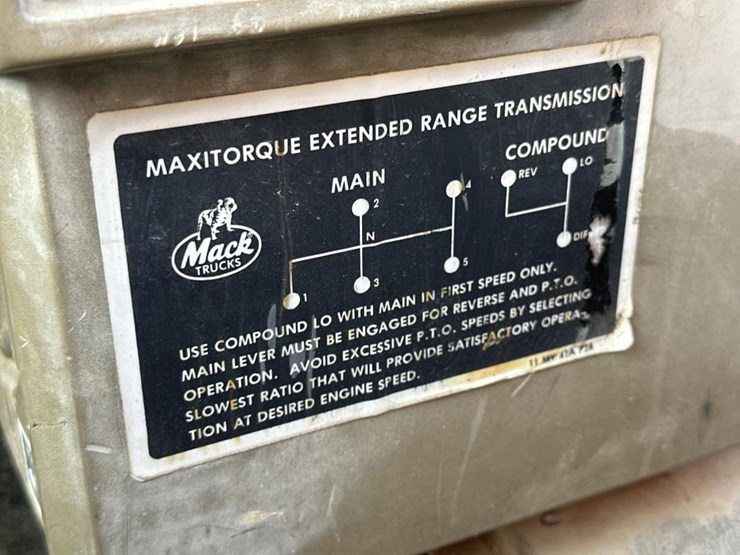 MAXITORQUE EXTENDED RANGE TRANSMISSION
MAIN
COMPOUND
2
4
REV
LO
N
1
3
5
Mack
TRUCKS
USE COMPOUND LO WITH MAIN IN FIRST SPEED ONLY.
MAIN LEVER MUST BE ENGAGED FOR REVERSE AND P.T.O.
OPERATION. AVOID EXCESSIVE P.T.O. SPEEDS BY SELECTING
SLOWEST RATIO THAT WILL PROVIDE SATISFACTORY OPERA-
TION AT DESIRED ENGINE SPEED.